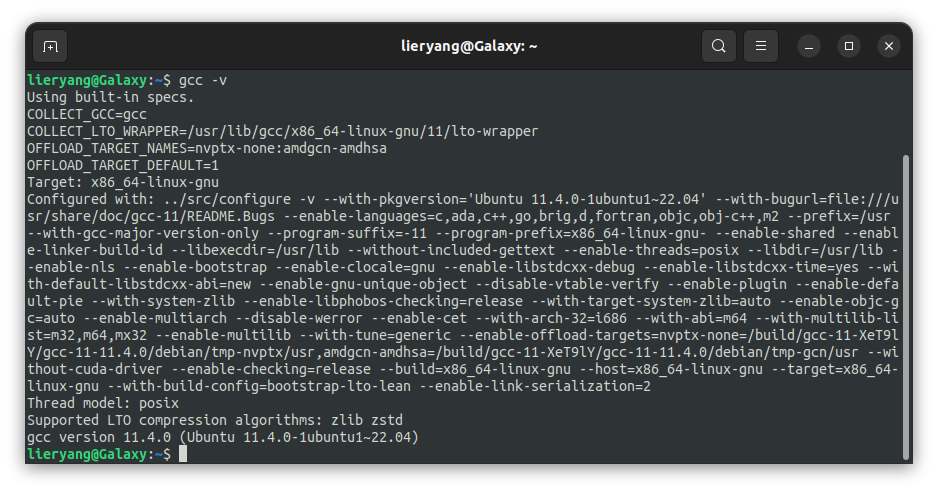 lieryang@Galaxy: ~
lieryang@Galaxy:~$ gcc -v
Using built-in specs.
COLLECT_GCC=gcc
COLLECT_LTO_WRAPPER=/usr/lib/gcc/x86_64-linux-gnu/11/lto-wrapper
OFFLOAD_TARGET_NAMES=nvptx-none:amdgcn-amdhsa
OFFLOAD_TARGET_DEFAULT=1
Target: x86_64-linux-gnu
Configured with: ../src/configure -v --with-pkgversion='Ubuntu 11.4.0-1ubuntu1~22.04' --with-bugurl=file:///u
sr/share/doc/gcc-11/README.Bugs --enable-languages=c,ada,c++,go,brig,d,fortran,objc,obj-c++,m2 --prefix=/usr 
--with-gcc-major-version-only --program-suffix=-11 --program-prefix=x86_64-linux-gnu- --enable-shared --enabl
e-linker-build-id --libexecdir=/usr/lib --without-included-gettext --enable-threads=posix --libdir=/usr/lib -
-enable-nls --enable-bootstrap --enable-clocale=gnu --enable-libstdcxx-debug --enable-libstdcxx-time=yes --wi
th-default-libstdcxx-abi=new --enable-gnu-unique-object --disable-vtable-verify --enable-plugin --enable-defa
ult-pie --with-system-zlib --enable-libphobos-checking=release --with-target-system-zlib=auto --enable-objc-g
c=auto --enable-multiarch --disable-werror --enable-cet --with-arch-32=i686 --with-abi=m64 --with-multilib-li
st=m32,m64,mx32 --enable-multilib --with-tune=generic --enable-offload-targets=nvptx-none=/build/gcc-11-XeT9l
Y/gcc-11-11.4.0/debian/tmp-nvptx/usr,amdgcn-amdhsa=/build/gcc-11-XeT9lY/gcc-11-11.4.0/debian/tmp-gcn/usr --wi
thout-cuda-driver --enable-checking=release --build=x86_64-linux-gnu --host=x86_64-linux-gnu --target=x86_64-
linux-gnu --with-build-config=bootstrap-lto-lean --enable-link-serialization=2
Thread model: posix
Supported LTO compression algorithms: zlib zstd
gcc version 11.4.0 (Ubuntu 11.4.0-1ubuntu1~22.04)
lieryang@Galaxy:~$